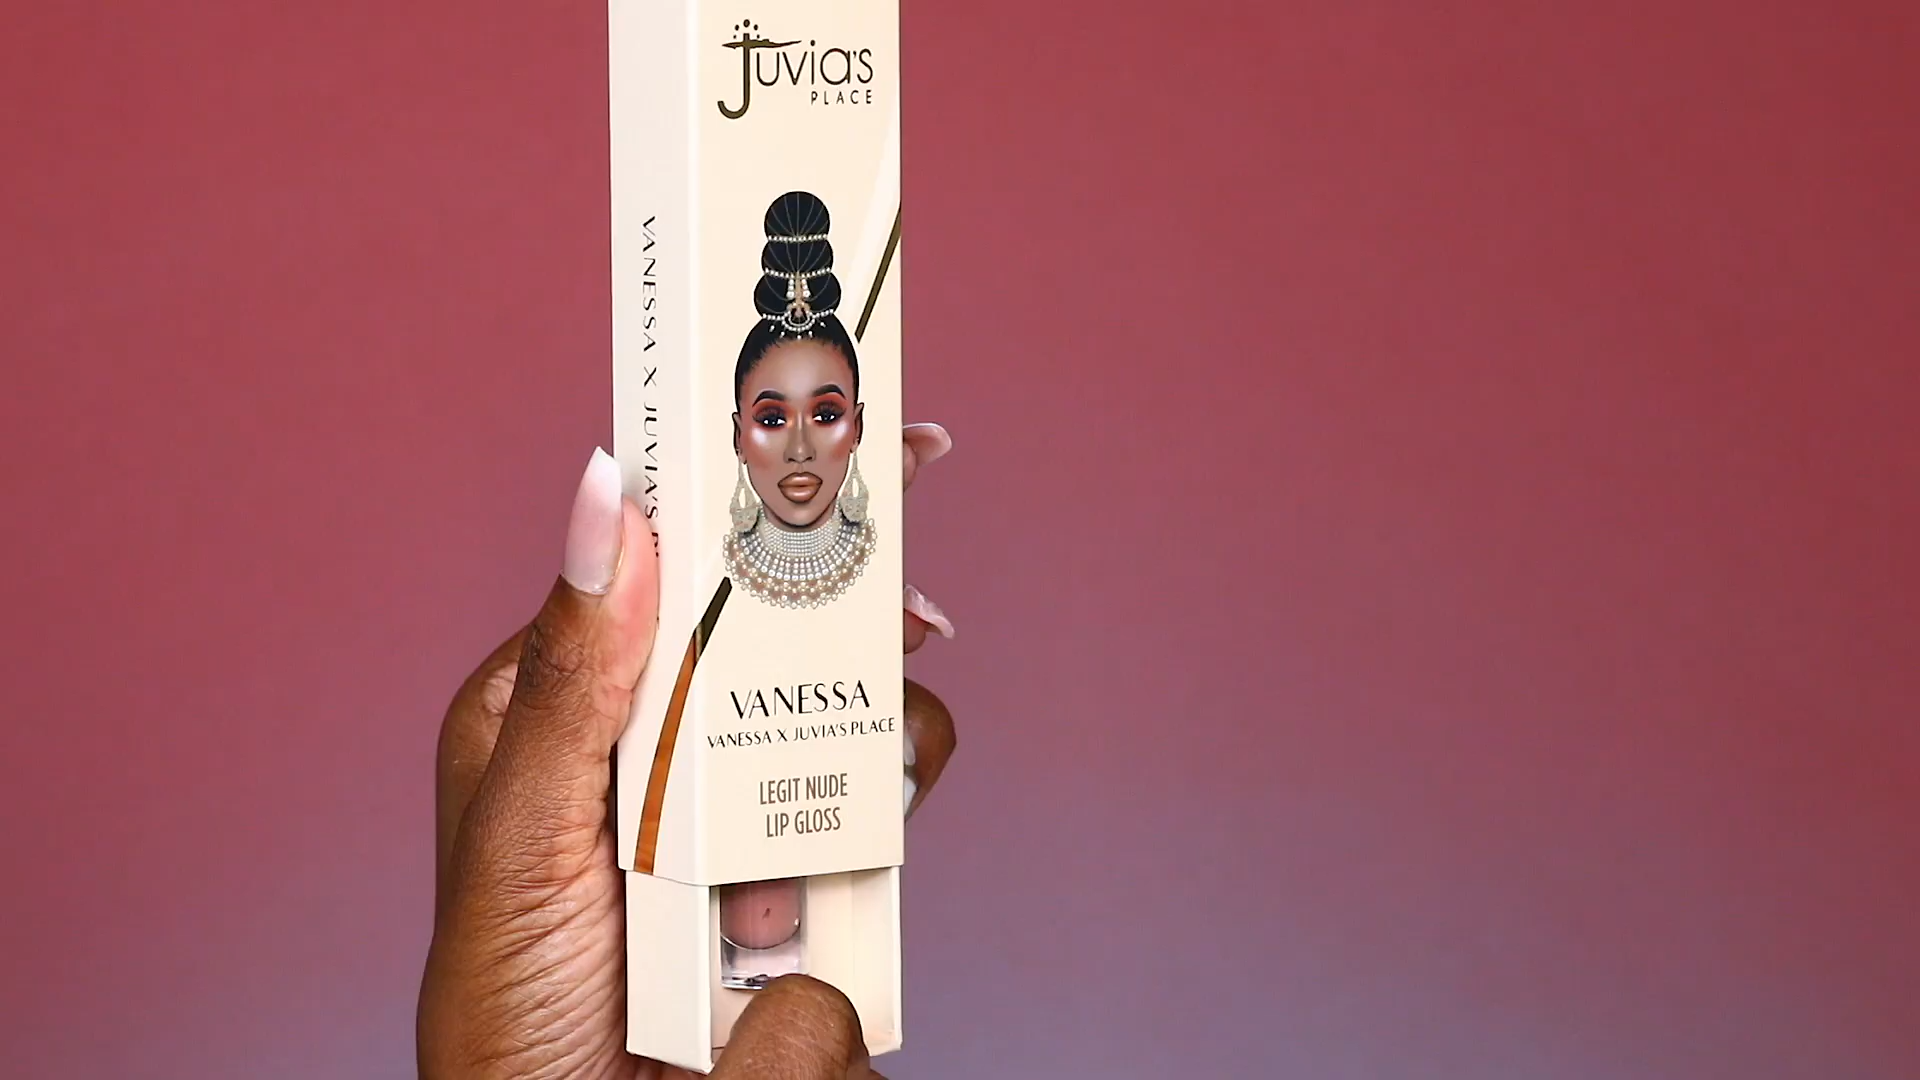 Juvia's
PLACE
VANESSA X JUVIA'S
VANESSA
VANESSA X JUVIA'S PLACE
LEGIT NUDE
LIP GLOSS